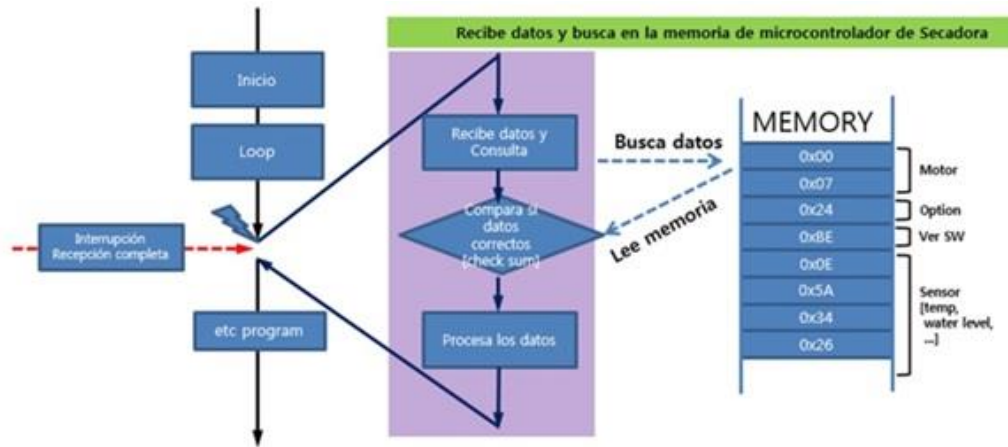 Recibe datos y busca en la memoria de microcontrolador de Secadora
Inicio
Loop
Interrupción
Recepción completa
etc program
Recibe datos y
Consulta
Compara si
datos
correctos
[check sum]
Procesa los datos
Busca datos
Lee memoria
MEMORY
0x00
0x07
0x24
0xBE
0x0E
0x5A
0x34
0x26
Motor
Option
Ver SW
Sensor
[temp,
water level,
...]